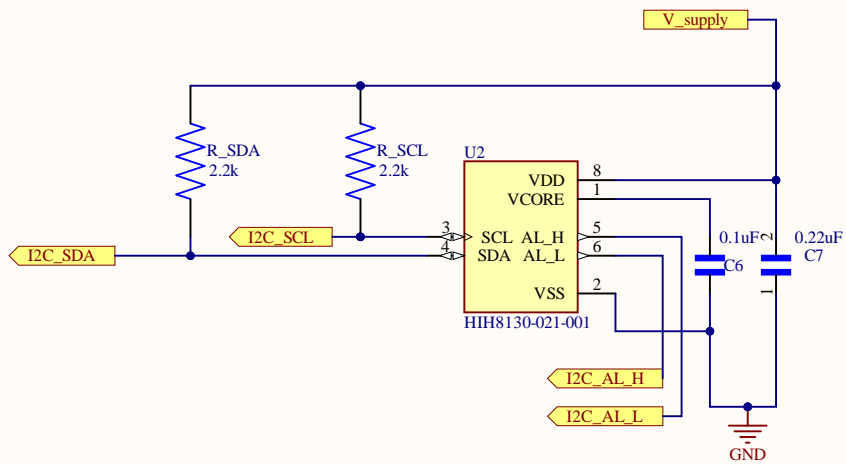 V_supply
R_SDA
2.2k
R_SCL
2.2k
U2
VDD 8
VCORE 1
0.1uF
C6
2
0.22uF
C7
1
I2C_SCL
3 SCL
AL_H 5
I2C_SDA
4 SDA
AL_L 6
VSS 2
HIH8130-021-001
I2C_AL_H
I2C_AL_L
GND